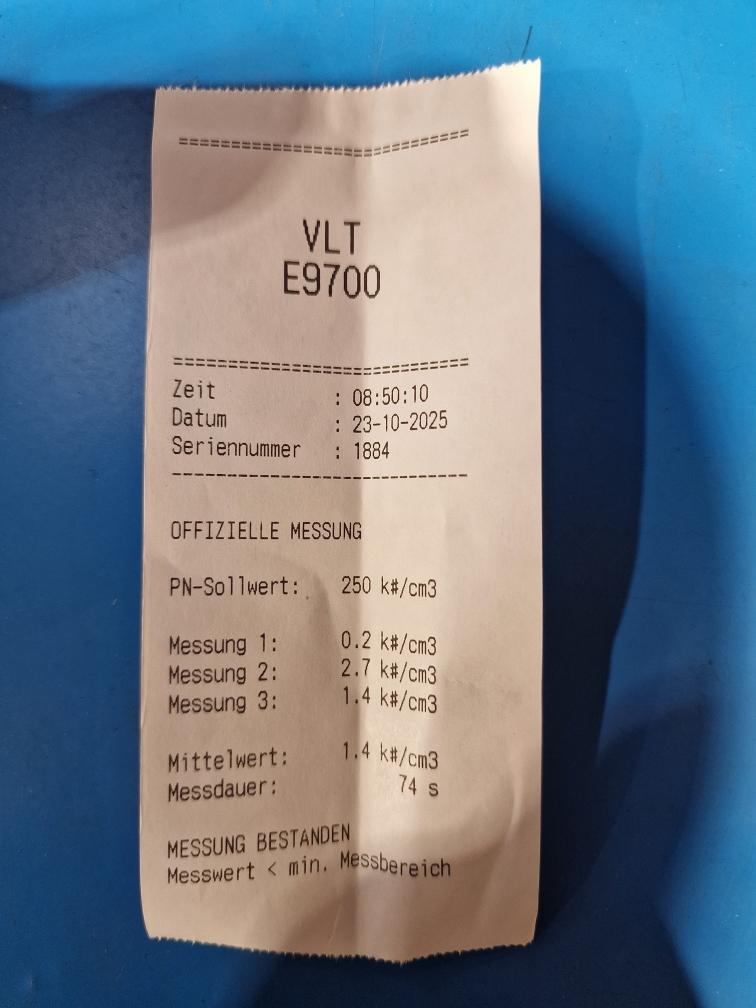 ==================================
VLT
E9700
==================================
Zeit : 08:50:10
Datum : 23-10-2025
Seriennummer : 1884
----------------------------------
OFFIZIELLE MESSUNG
PN-Sollwert: 250 k#/cm3
Messung 1: 0.2 k#/cm3
Messung 2: 2.7 k#/cm3
Messung 3: 1.4 k#/cm3
Mittelwert: 1.4 k#/cm3
Messdauer: 74 s
MESSUNG BESTANDEN
Messwert < min. Messbereich